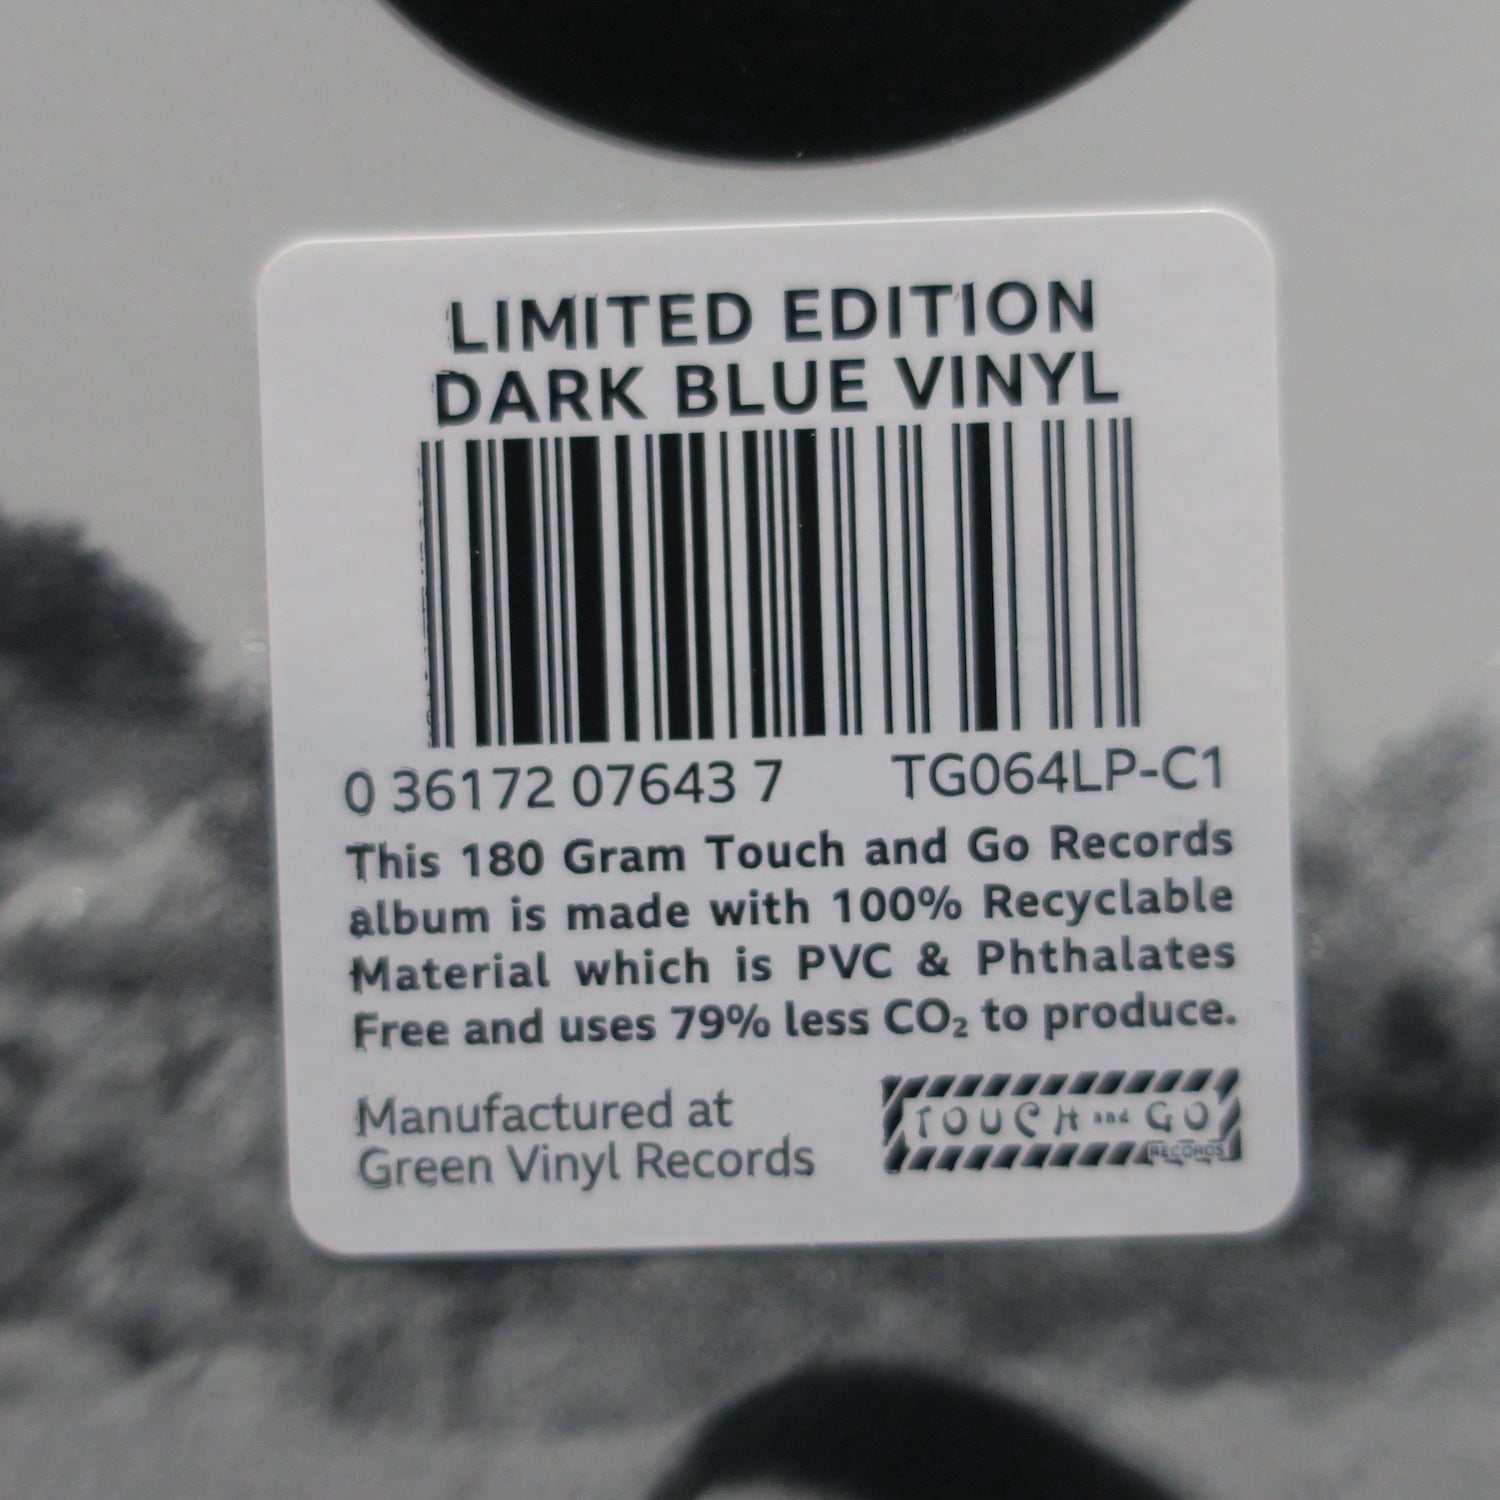 LIMITED EDITION
DARK BLUE VINYL
0 36172 07643 7 TG064LP-C1
This 180 Gram Touch and Go Records
album is made with 100% Recyclable
Material which is PVC & Phthalates
Free and uses 79% less CO₂ to produce.
Manufactured at
Green Vinyl Records
TOUCH and GO
RECORDS